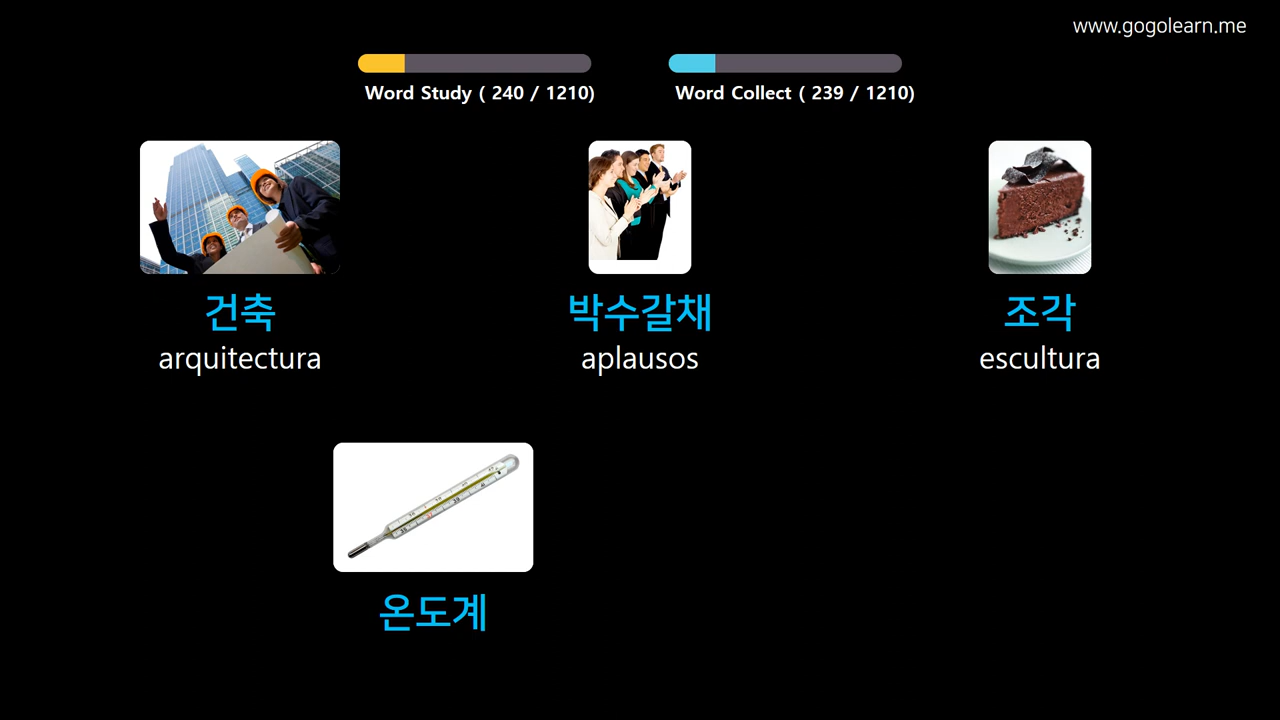 www.gogolearn.me
Word Study ( 240 / 1210)
Word Collect ( 239 / 1210)
건축
arquitectura
박수갈채
aplausos
조각
escultura
온도계